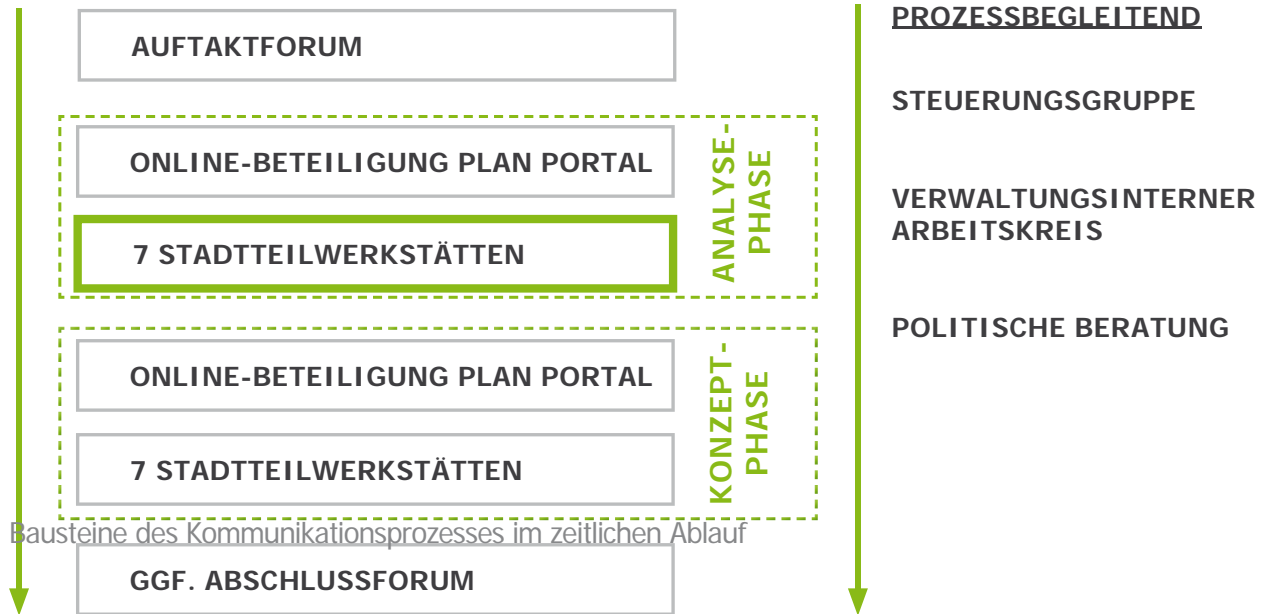 AUFTAKTFORUM
ONLINE-BETEILIGUNG PLAN PORTAL
7 STADTTEILWERKSTÄTTEN
ANALYSE-
PHASE
ONLINE-BETEILIGUNG PLAN PORTAL
7 STADTTEILWERKSTÄTTEN
KONZEPT-
PHASE
Bausteine des Kommunikationsprozesses im zeitlichen Ablauf
GGF. ABSCHLUSSFORUM
PROZESSBEGLEITEND
STEUERUNGSGRUPPE
VERWALTUNGSINTERNER
ARBEITSKREIS
POLITISCHE BERATUNG